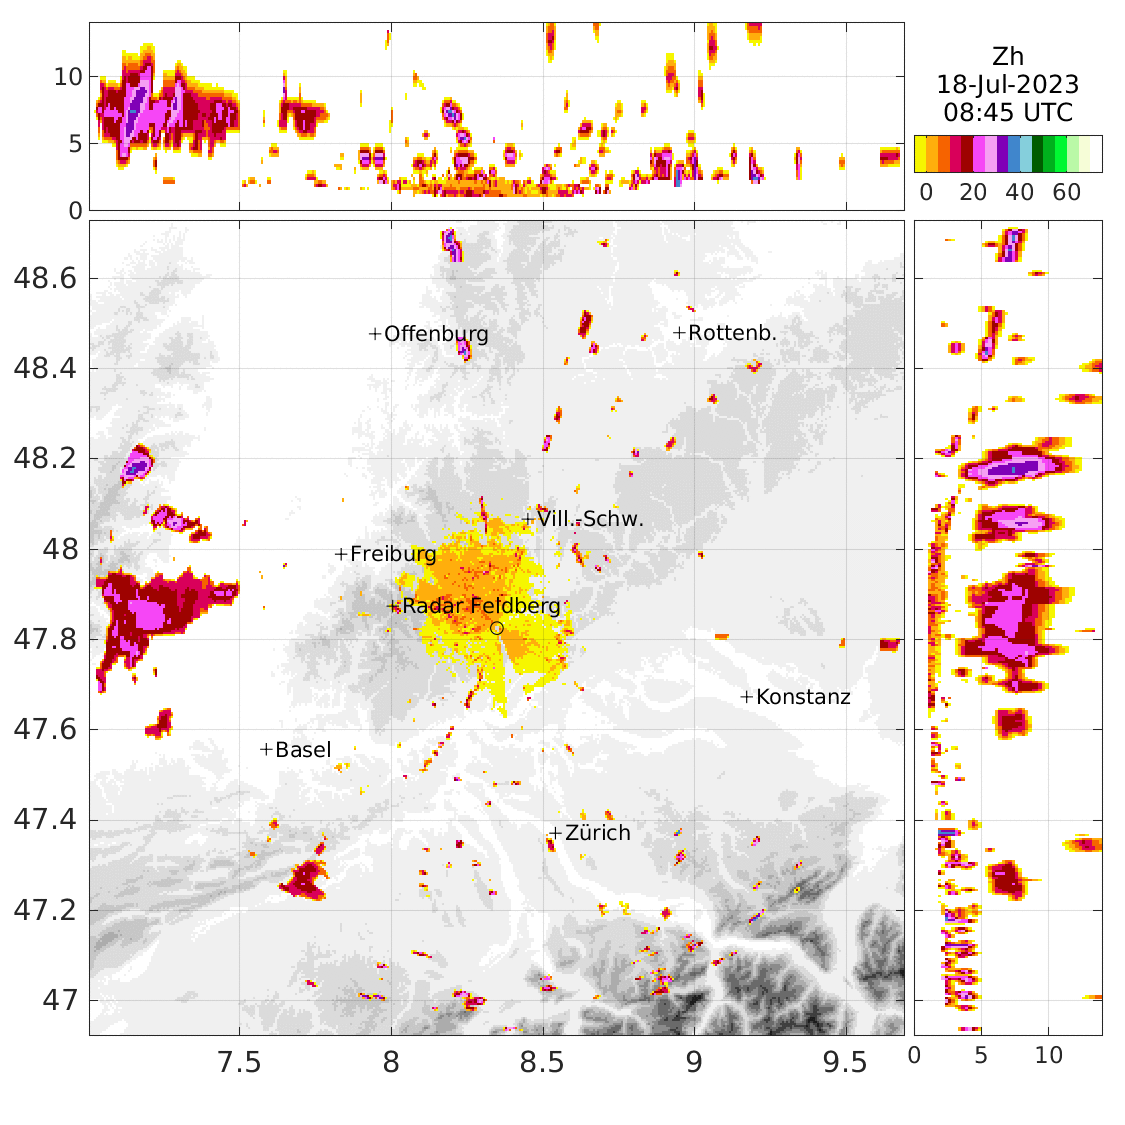 10
5
0
Zh
18-Jul-2023
08:45 UTC
0 20 40 60
48.6
48.4
48.2
48
47.8
47.6
47.4
47.2
47
+Offenburg
+Rottenb.
+Vill.-Schw.
+Freiburg
+Radar Feldberg
+Konstanz
+Basel
+Zürich
7.5 8 8.5 9 9.5
0 5 10